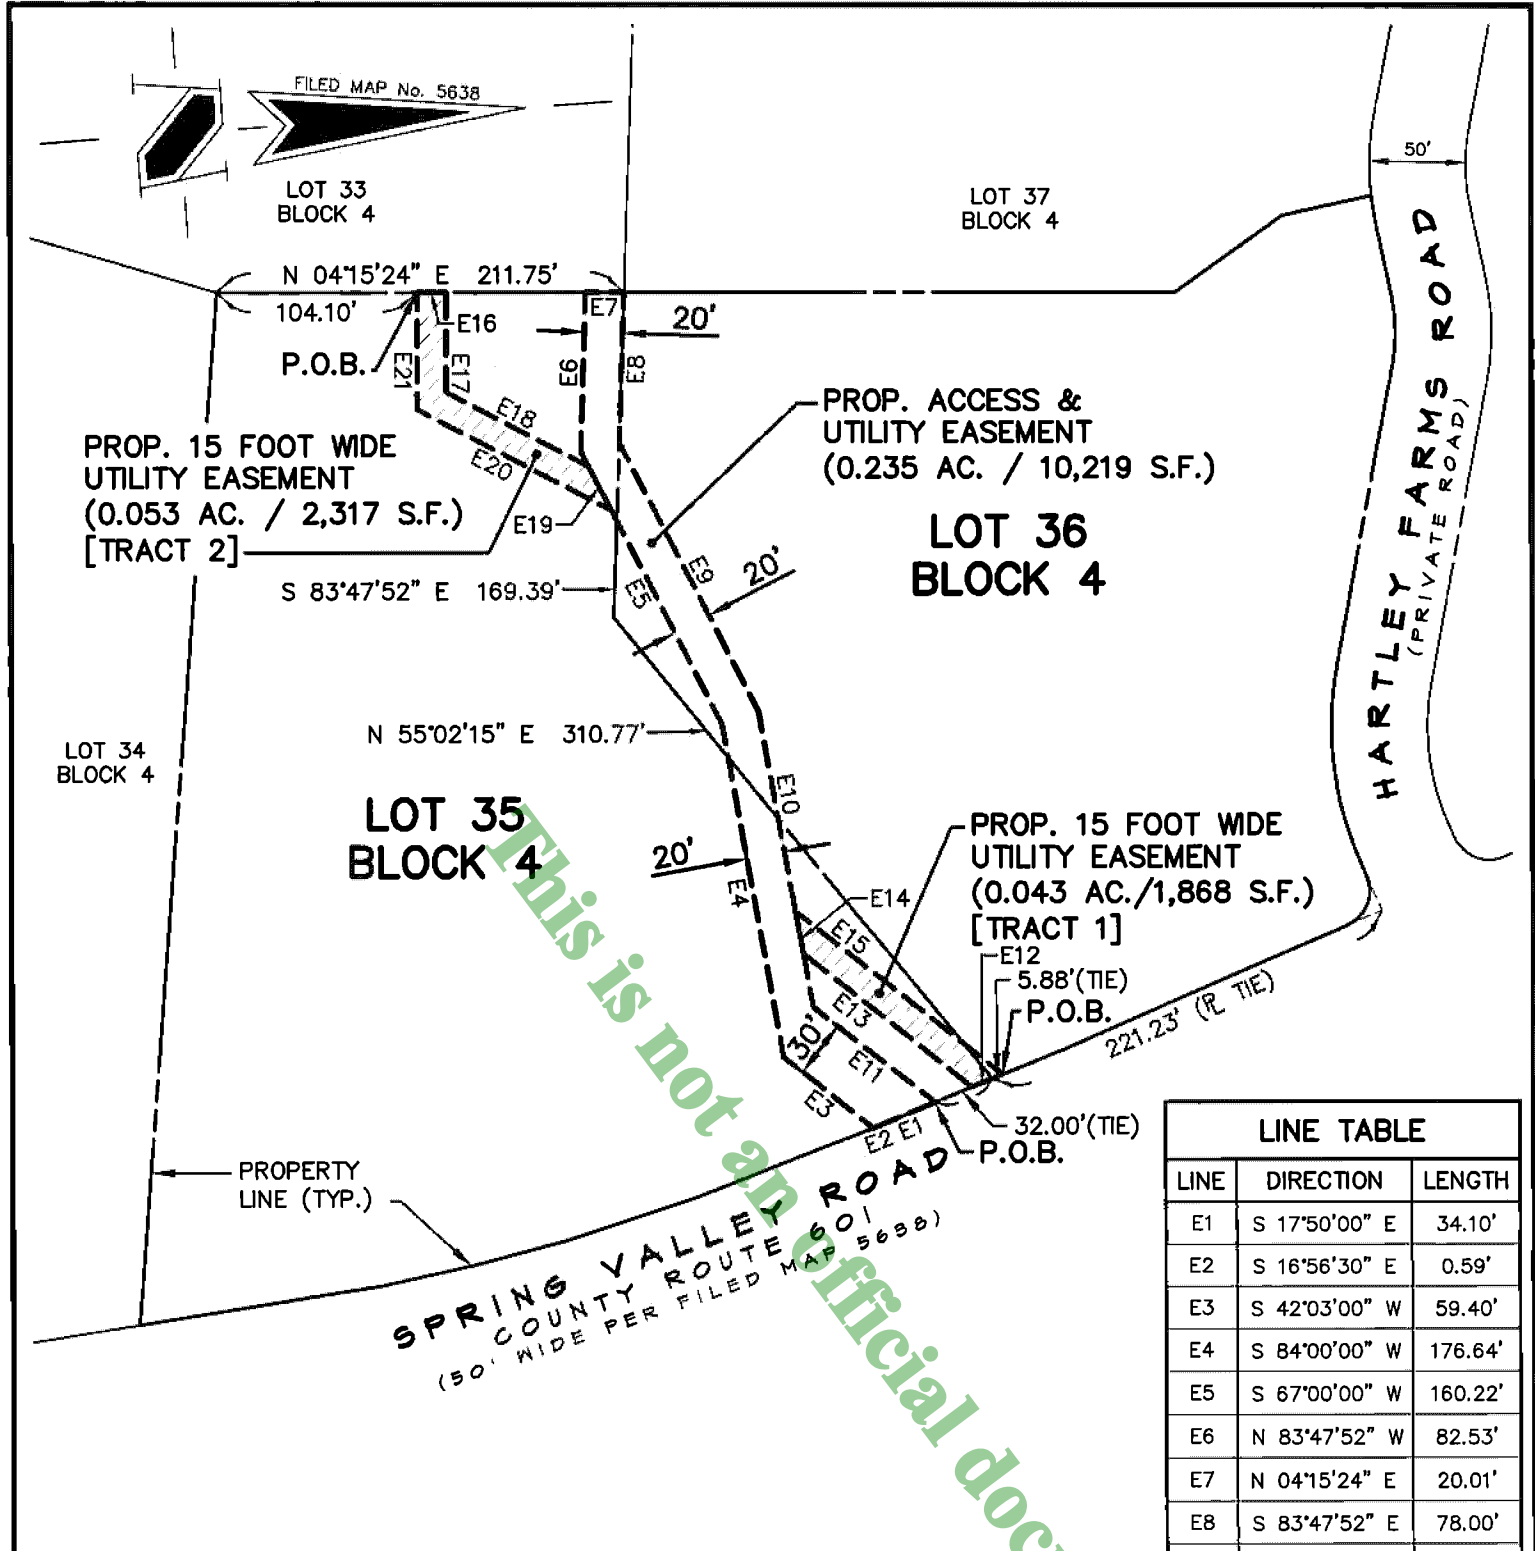 FILED MAP No. 5638
LOT 33
BLOCK 4
LOT 37
BLOCK 4
50'
N 04°15'24" E 211.75'
104.10'
E16
E7
20'
P.O.B.
E21
E17
E6
E8
E18
E20
E19
PROP. 15 FOOT WIDE
UTILITY EASEMENT
(0.053 AC. / 2,317 S.F.)
[TRACT 2]
PROP. ACCESS &
UTILITY EASEMENT
(0.235 AC. / 10,219 S.F.)
LOT 36
BLOCK 4
HARTLEY FARMS ROAD
(PRIVATE ROAD)
S 83°47'52" E 169.39'
E5
E9
20'
N 55°02'15" E 310.77'
LOT 34
BLOCK 4
LOT 35
BLOCK 4
E10
20'
E4
PROP. 15 FOOT WIDE
UTILITY EASEMENT
(0.043 AC./1,868 S.F.)
[TRACT 1]
E14
E15
E12
5.88'(TIE)
P.O.B.
E13
30'
E11
E3
221.23' (PL TIE)
32.00'(TIE)
P.O.B.
E2 E1
PROPERTY
LINE (TYP.)
SPRING VALLEY ROAD
COUNTY ROUTE 601
(50' WIDE PER FILED MAP 5638)
This is not an official doc
LINE TABLE
LINE DIRECTION LENGTH
E1 S 17°50'00" E 34.10'
E2 S 16°56'30" E 0.59'
E3 S 42°03'00" W 59.40'
E4 S 84°00'00" W 176.64'
E5 S 67°00'00" W 160.22'
E6 N 83°47'52" W 82.53'
E7 N 04°15'24" E 20.01'
E8 S 83°47'52" E 78.00'